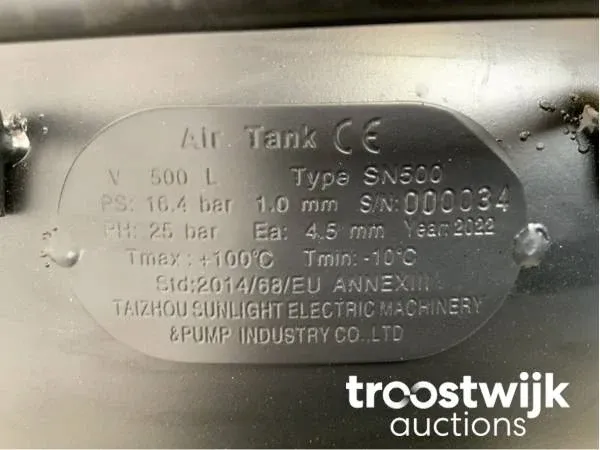 Air Tank CE
V 500 L Type SN500
PS: 16.4 bar 1.0 mm S/N: 000034
PH: 25 bar Ea: 4.5 mm Year: 2022
Tmax: +100°C Tmin: -10°C
Std:2014/68/EU ANNEXIII
TAIZHOU SUNLIGHT ELECTRIC MACHINERY
&PUMP INDUSTRY CO.,LTD
troostwijk
auctions